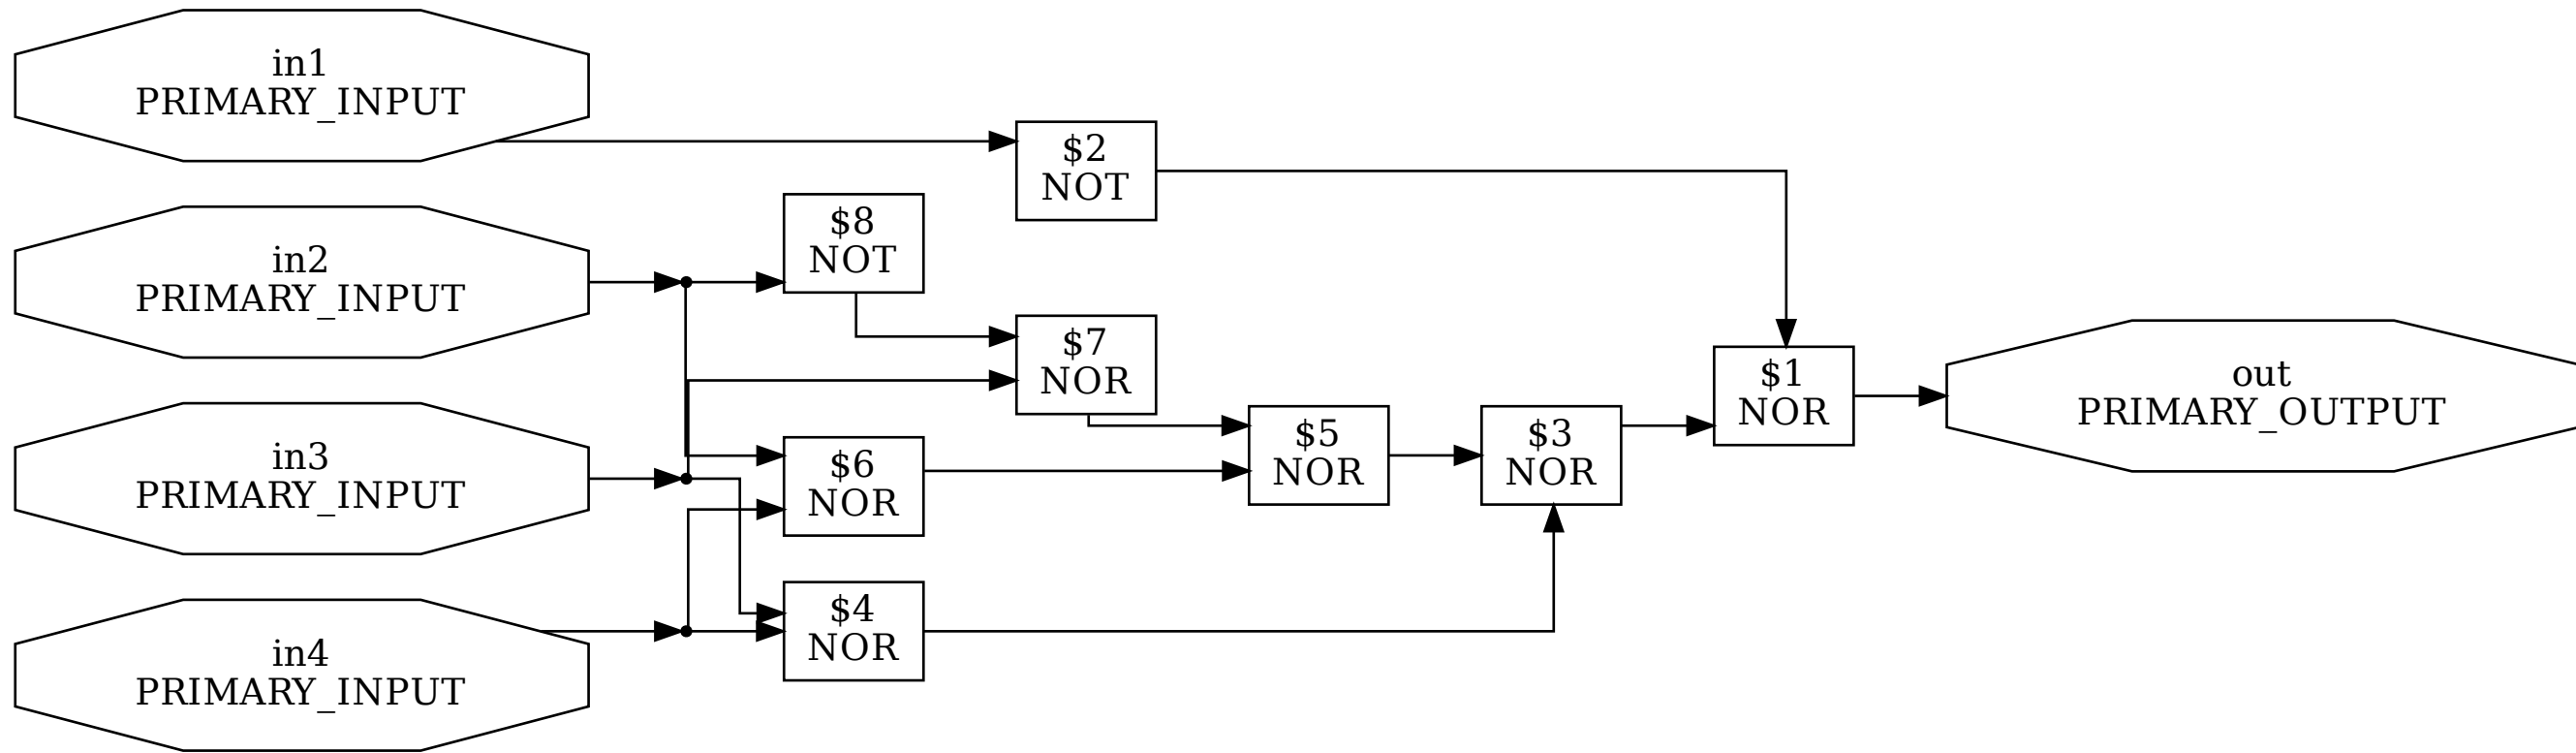 in1
PRIMARY_INPUT
$2
NOT
$8
NOT
in2
PRIMARY_INPUT
$7
NOR
$1
NOR
out
PRIMARY_OUTPUT
$5
NOR
$3
NOR
in3
PRIMARY_INPUT
$6
NOR
$4
NOR
in4
PRIMARY_INPUT